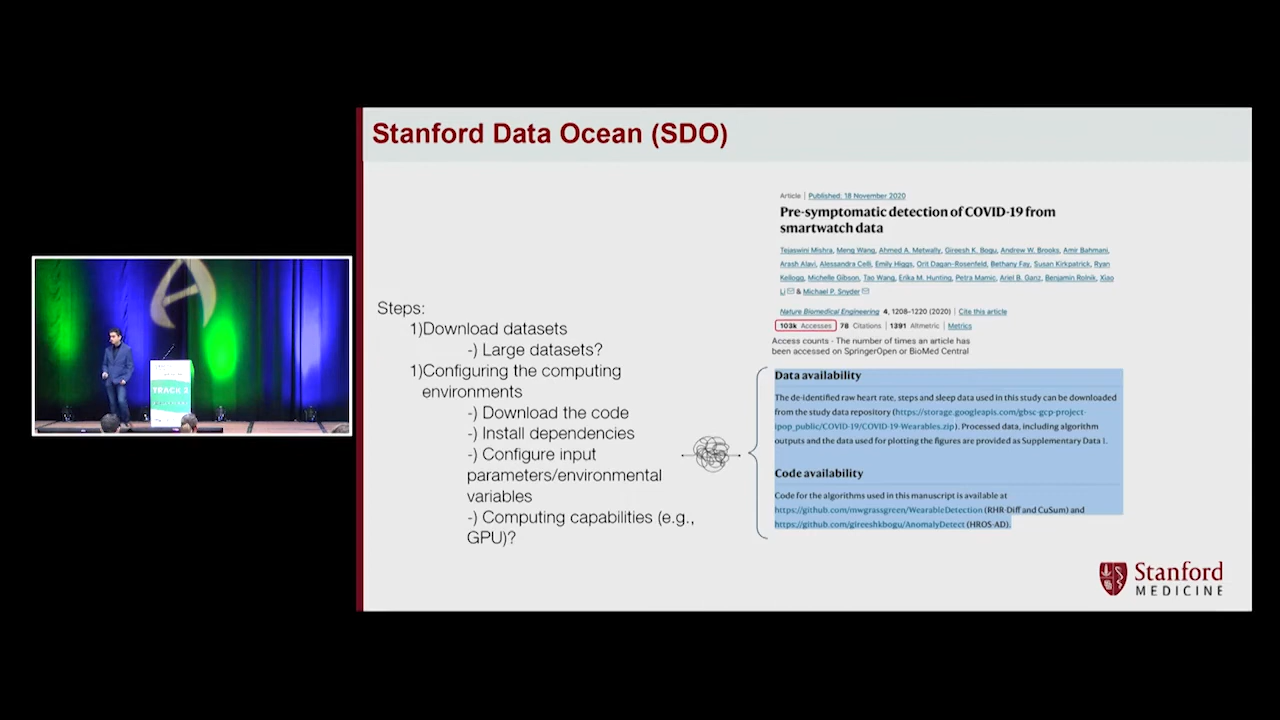 Stanford Data Ocean (SDO)
Steps:
1)Download datasets
-) Large datasets?
1)Configuring the computing
environments
-) Download the code
-) Install dependencies
-) Configure input
parameters/environmental
variables
-) Computing capabilities (e.g.,
GPU)?
Article | Published: 18 November 2020
Pre-symptomatic detection of COVID-19 from
smartwatch data
Tejaswini Mishra, Meng Wang, Ahmed A. Metwally, Gireesh K. Bogu, Andrew W. Brooks, Amir Bahmani,
Arash Alavi, Alessandra Celli, Emily Higgs, Orit Dagan-Rosenfeld, Bethany Fay, Susan Kirkpatrick, Ryan
Kellogg, Michelle Gibson, Tao Wang, Erika M. Hunting, Petra Mamic, Ariel B. Ganz, Benjamin Rolnik, Xiao
Li & Michael P. Snyder
Nature Biomedical Engineering 4, 1208–1220 (2020) | Cite this article
103k Accesses | 78 Citations | 1391 Altmetric | Metrics
Access counts - The number of times an article has
been accessed on SpringerOpen or BioMed Central
Data availability
The de-identified raw heart rate, steps and sleep data used in this study can be downloaded
from the study data repository (https://storage.googleapis.com/gbsc-gcp-project-
ipop_public/COVID-19/COVID-19-Wearables.zip). Processed data, including algorithm
outputs and the data used for plotting the figures are provided as Supplementary Data 1.
Code availability
Code for the algorithms used in this manuscript is available at
https://github.com/mwgrassgreen/WearableDetection (RHR-Diff and CuSum) and
https://github.com/gireeshkbogu/AnomalyDetect (HROS-AD).
Stanford
MEDICINE
TRACK 2